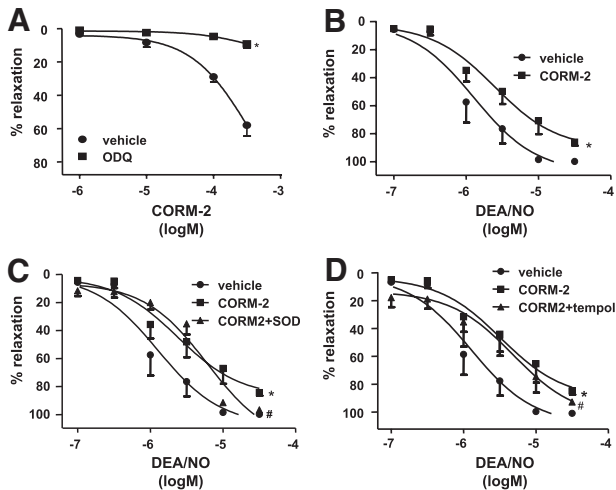 A
0
20
40
60
80
% relaxation
vehicle
ODQ
*
-6
-5
-4
-3
CORM-2
(logM)
B
0
20
40
60
80
100
% relaxation
vehicle
CORM-2
*
-7
-6
-5
-4
DEA/NO
(logM)
C
0
20
40
60
80
100
% relaxation
vehicle
CORM-2
CORM2+SOD
*
#
-7
-6
-5
-4
DEA/NO
(logM)
D
0
20
40
60
80
100
% relaxation
vehicle
CORM-2
CORM2+tempol
*
#
-7
-6
-5
-4
DEA/NO
(logM)